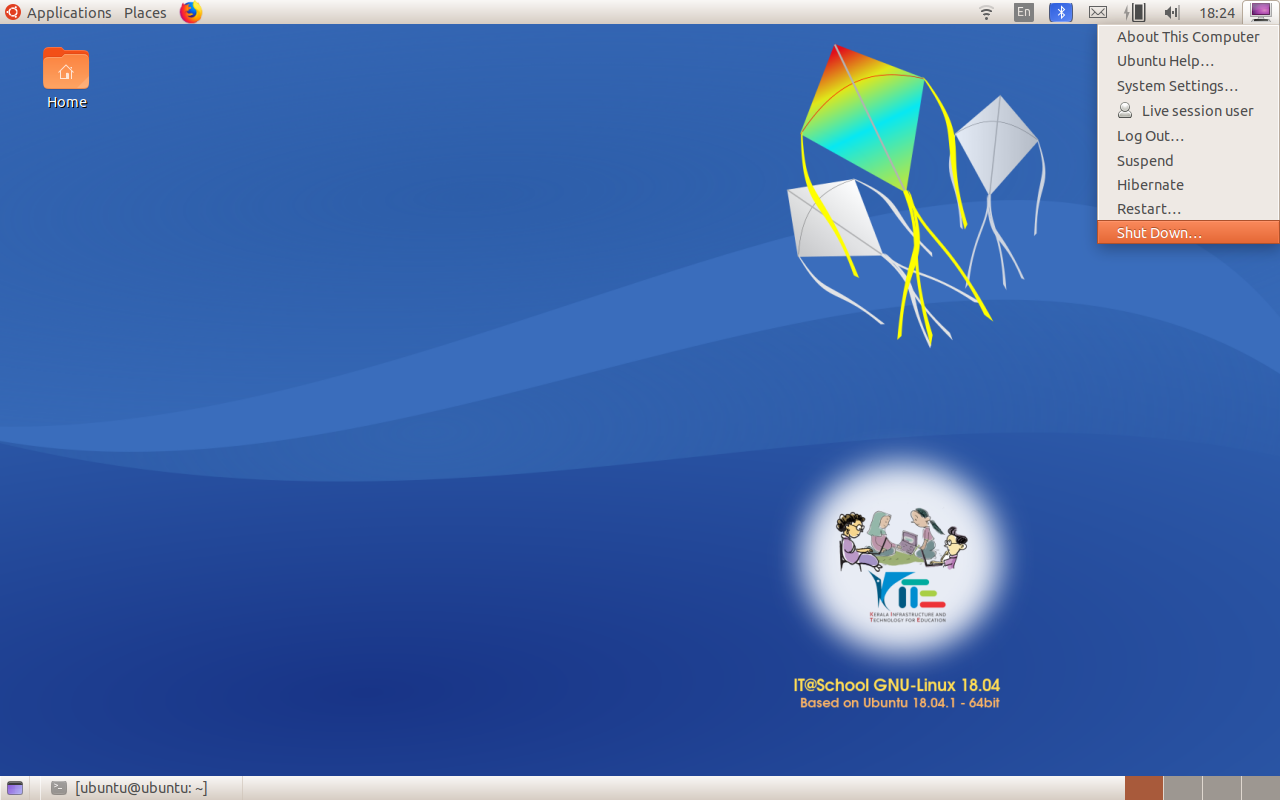 Applications Places En 18:24
About This Computer
Ubuntu Help…
System Settings…
Live session user
Log Out…
Suspend
Hibernate
Restart…
Shut Down…
Home
KERALA INFRASTRUCTURE AND
TECHNOLOGY FOR EDUCATION
IT@School GNU-Linux 18.04
Based on Ubuntu 18.04.1 - 64bit
[ubuntu@ubuntu: ~]